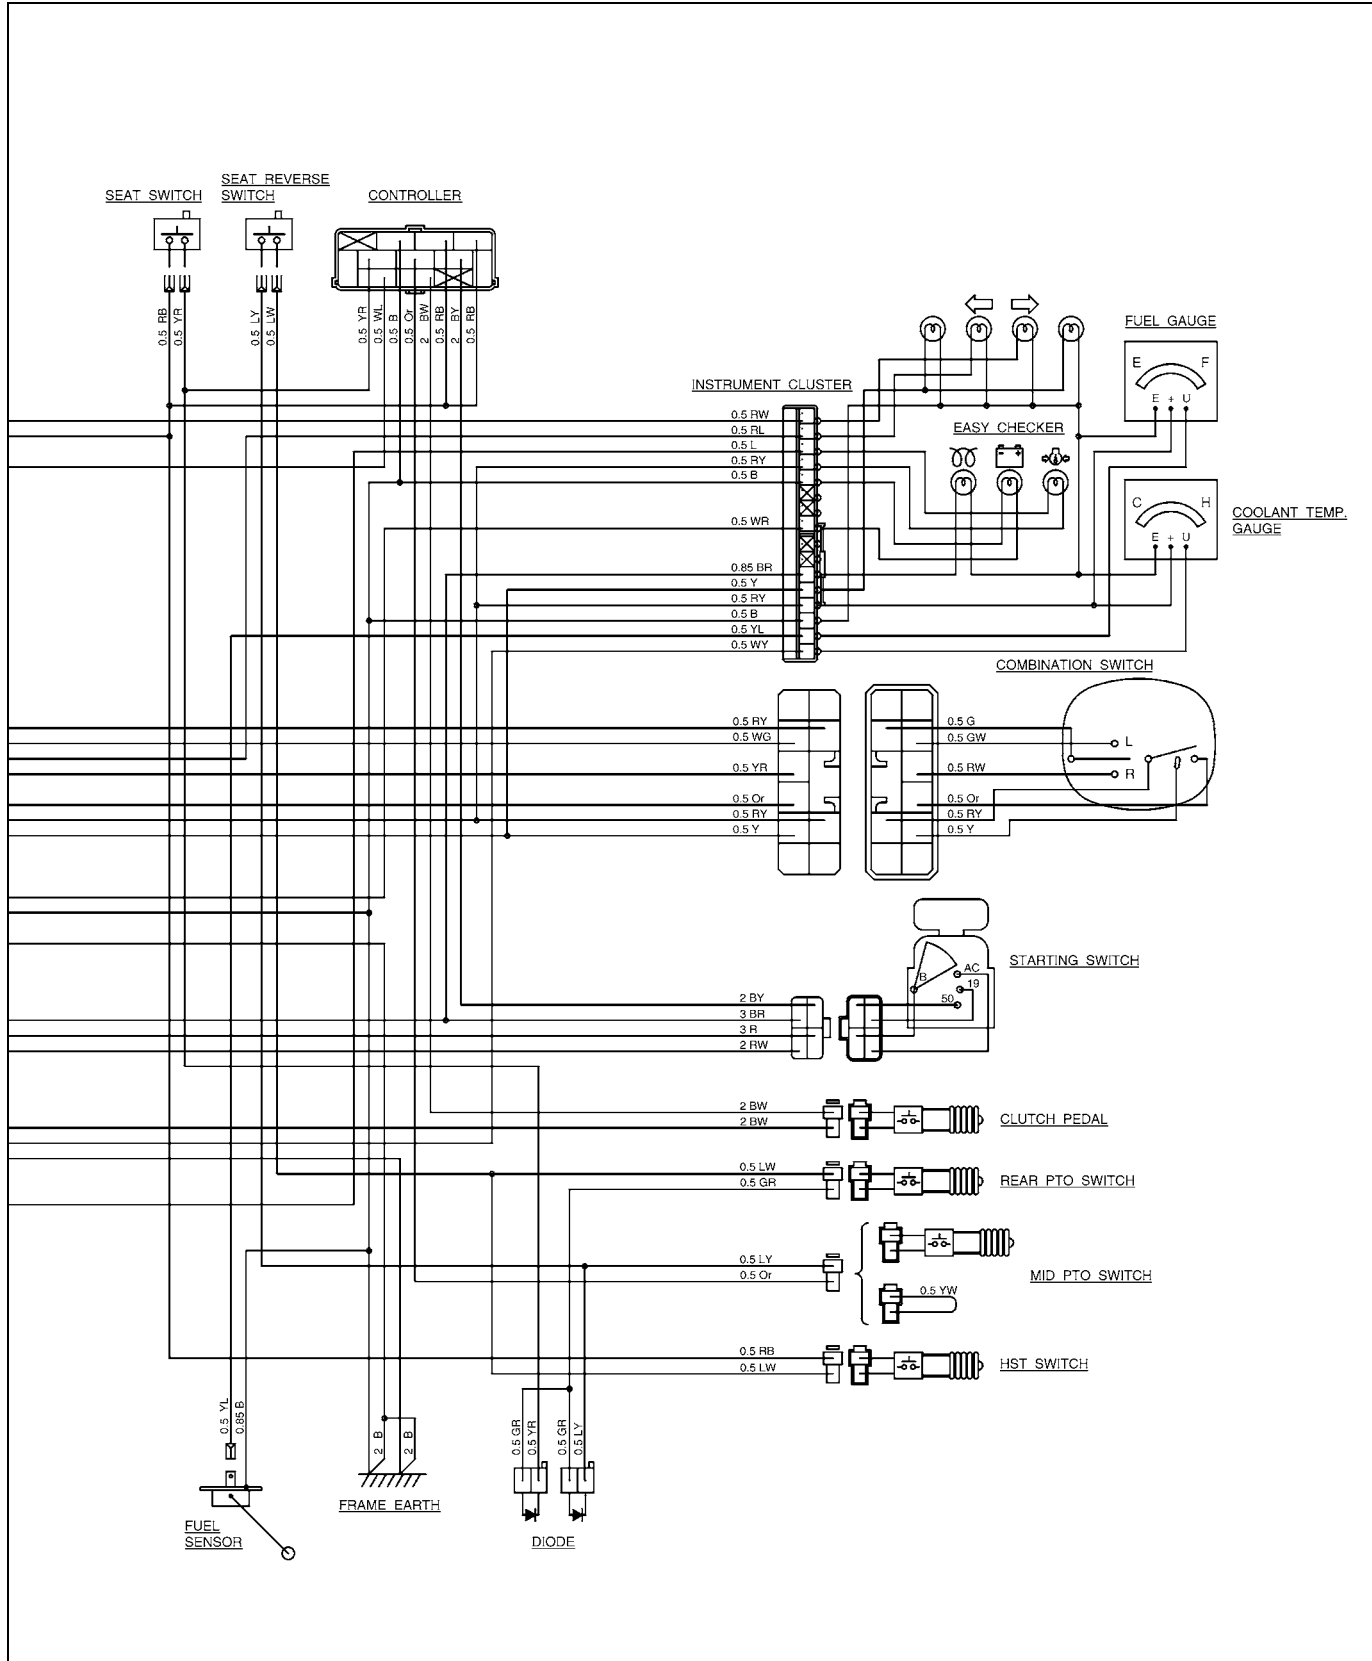 SEAT SWITCH
SEAT REVERSE
SWITCH
CONTROLLER
0.5 RB
0.5 YR
0.5 LY
0.5 LW
0.5 YR
0.5 WL
0.5 B
0.5 Or
2 BW
0.5 RB
2 BY
0.5 RB
FUEL GAUGE
E F
E + U
INSTRUMENT CLUSTER
EASY CHECKER
0.5 RW
0.5 RL
0.5 L
0.5 RY
0.5 B
0.5 WR
0.85 BR
0.5 Y
0.5 RY
0.5 B
0.5 YL
0.5 WY
C H
E + U
COOLANT TEMP.
GAUGE
COMBINATION SWITCH
0.5 RY
0.5 WG
0.5 YR
0.5 Or
0.5 RY
0.5 Y
0.5 G
0.5 GW
0.5 RW
0.5 Or
0.5 RY
0.5 Y
L
R
STARTING SWITCH
B
AC
19
50
2 BY
3 BR
3 R
2 RW
2 BW
2 BW
CLUTCH PEDAL
0.5 LW
0.5 GR
REAR PTO SWITCH
0.5 LY
0.5 Or
0.5 YW
MID PTO SWITCH
0.5 RB
0.5 LW
HST SWITCH
0.5 YL
0.85 B
2 B
2 B
0.5 GR
0.5 YR
0.5 GR
0.5 LY
FRAME EARTH
FUEL
SENSOR
DIODE